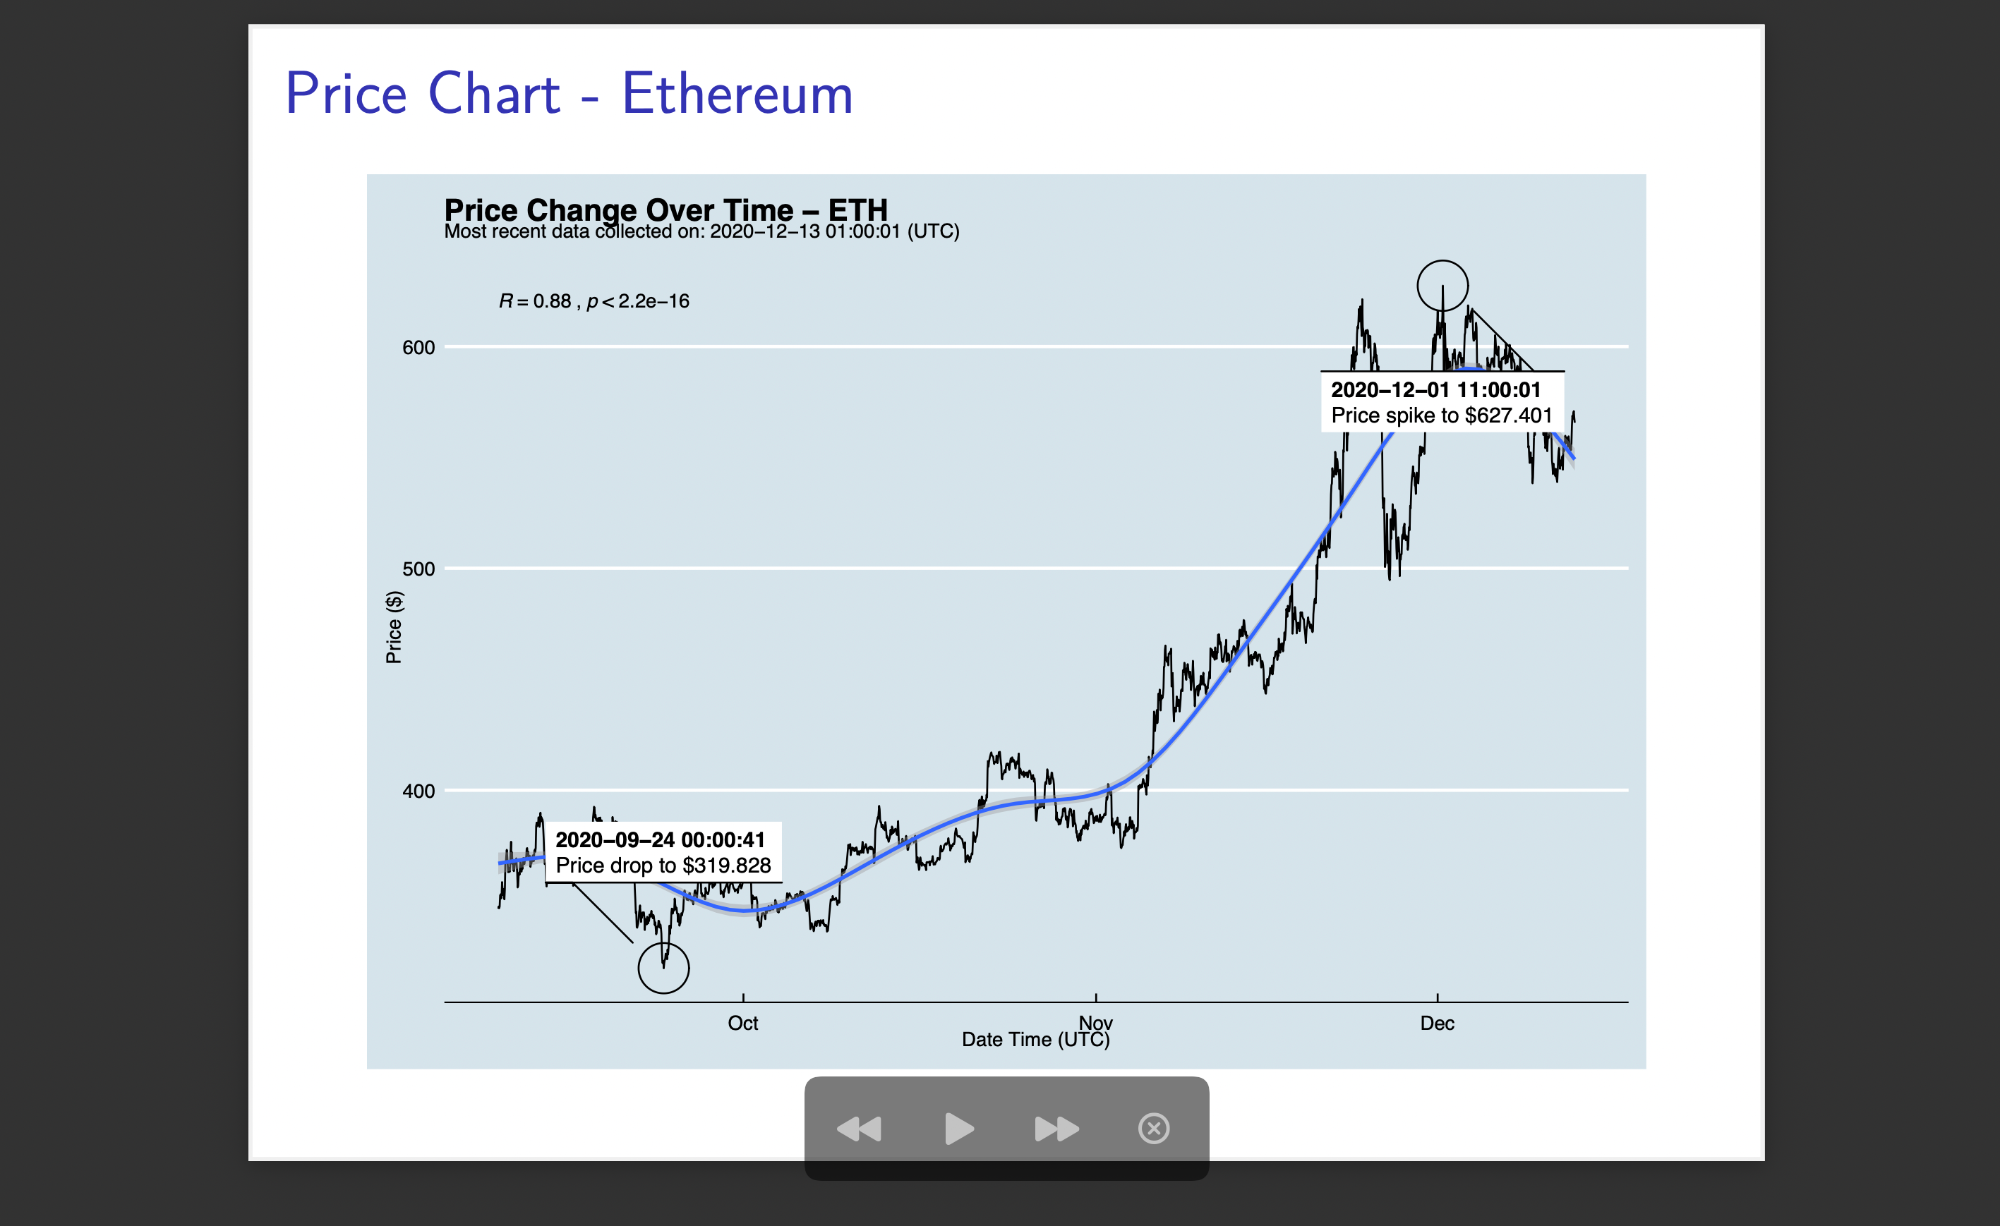 Price Chart - Ethereum
Price Change Over Time – ETH
Most recent data collected on: 2020–12–13 01:00:01 (UTC)
R = 0.88 , p < 2.2e–16
600
500
400
Price ($)
2020–12–01 11:00:01
Price spike to $627.401
2020–09–24 00:00:41
Price drop to $319.828
Oct
Nov
Dec
Date Time (UTC)